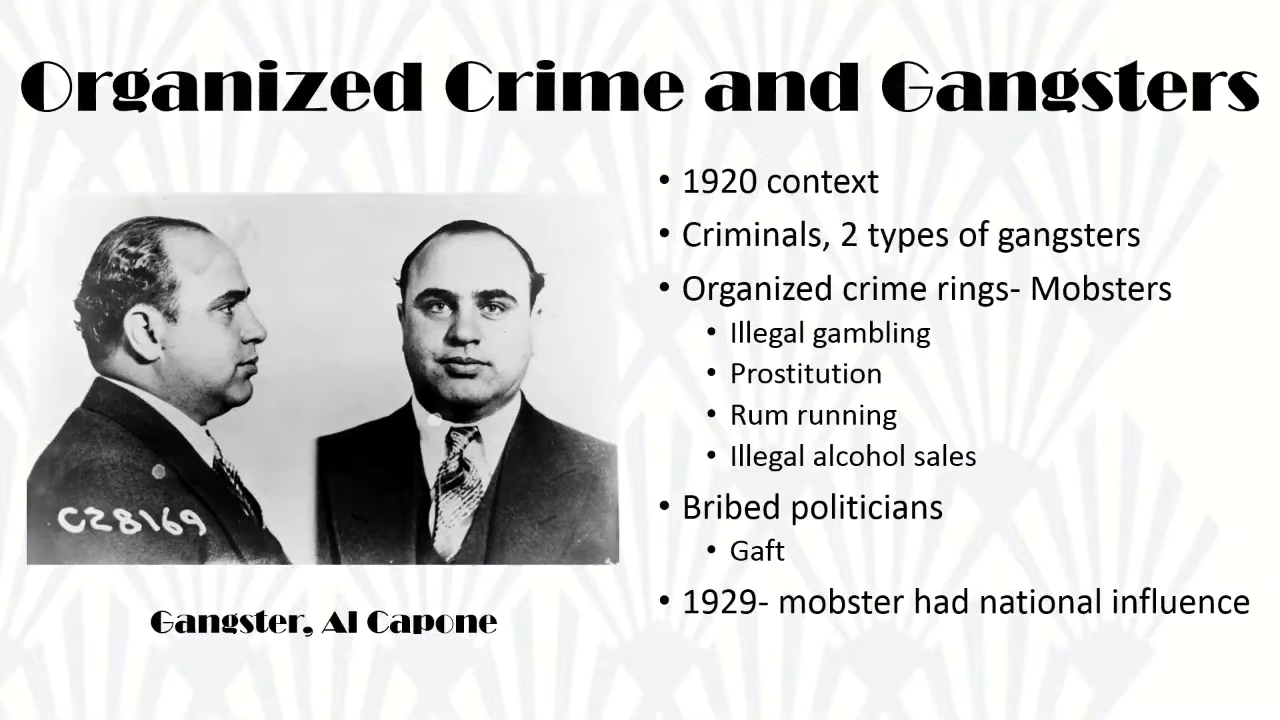 Organized Crime and Gangsters
C28169
Gangster, Al Capone
• 1920 context
• Criminals, 2 types of gangsters
• Organized crime rings- Mobsters
• Illegal gambling
• Prostitution
• Rum running
• Illegal alcohol sales
• Bribed politicians
• Gaft
• 1929- mobster had national influence